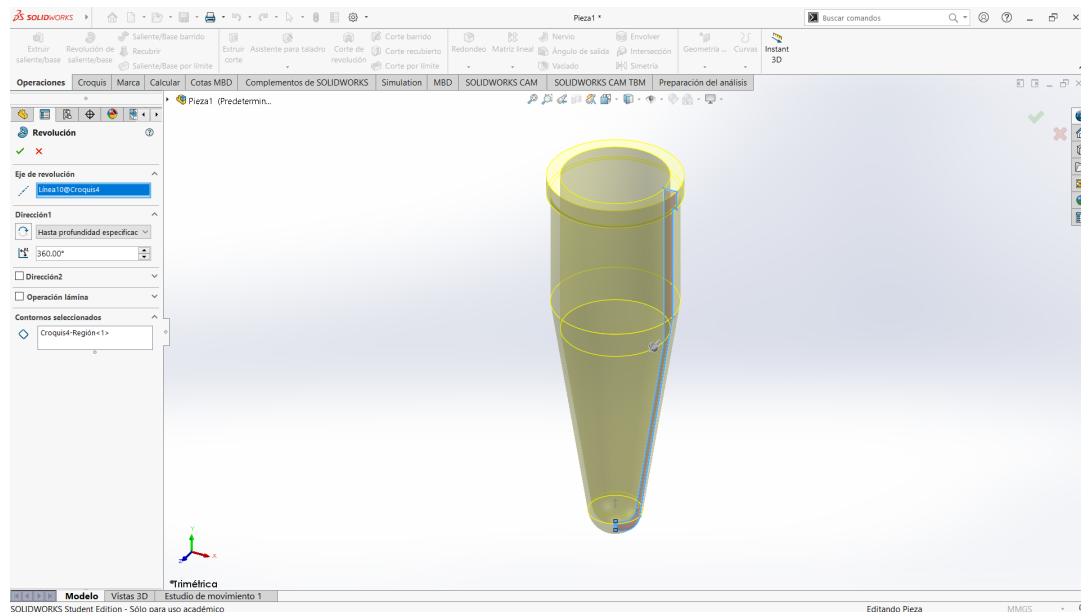 SOLIDWORKS
Pieza1 *
Buscar comandos
Extruir saliente/base
Revolución de saliente/base
Saliente/Base barrido
Recubrir
Saliente/Base por límite
Extruir corte
Asistente para taladro
Corte de revolución
Corte barrido
Corte recubierto
Corte por límite
Redondeo
Matriz lineal
Nervio
Ángulo de salida
Vaciado
Envolver
Intersección
Simetría
Geometría ...
Curvas
Instant 3D
Operaciones Croquis Marca Calcular Cotas MBD Complementos de SOLIDWORKS Simulation MBD SOLIDWORKS CAM SOLIDWORKS CAM TBM Preparación del análisis
Pieza1 (Predetermin...
Revolución
Eje de revolución
Línea10@Croquis4
Dirección1
Hasta profundidad especificac
360.00°
Dirección2
Operación lámina
Contornos seleccionados
Croquis4-Región<1>
Y
X
Z
*Trimétrica
Modelo Vistas 3D Estudio de movimiento 1
SOLIDWORKS Student Edition - Sólo para uso académico
Editando Pieza
MMGS